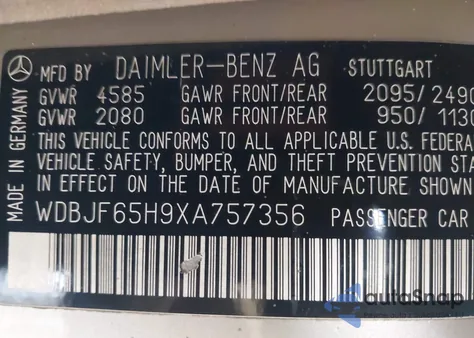 MFD BY DAIMLER-BENZ AG STUTTGART
GVWR 4585 GAWR FRONT/REAR 2095/2490
GVWR 2080 GAWR FRONT/REAR 950/1130
THIS VEHICLE CONFORMS TO ALL APPLICABLE U.S. FEDERA
VEHICLE SAFETY, BUMPER, AND THEFT PREVENTION STA
IN EFFECT ON THE DATE OF MANUFACTURE SHOWN
WDBJF65H9XA757356 PASSENGER CAR
MADE IN GERMANY
autoSnap